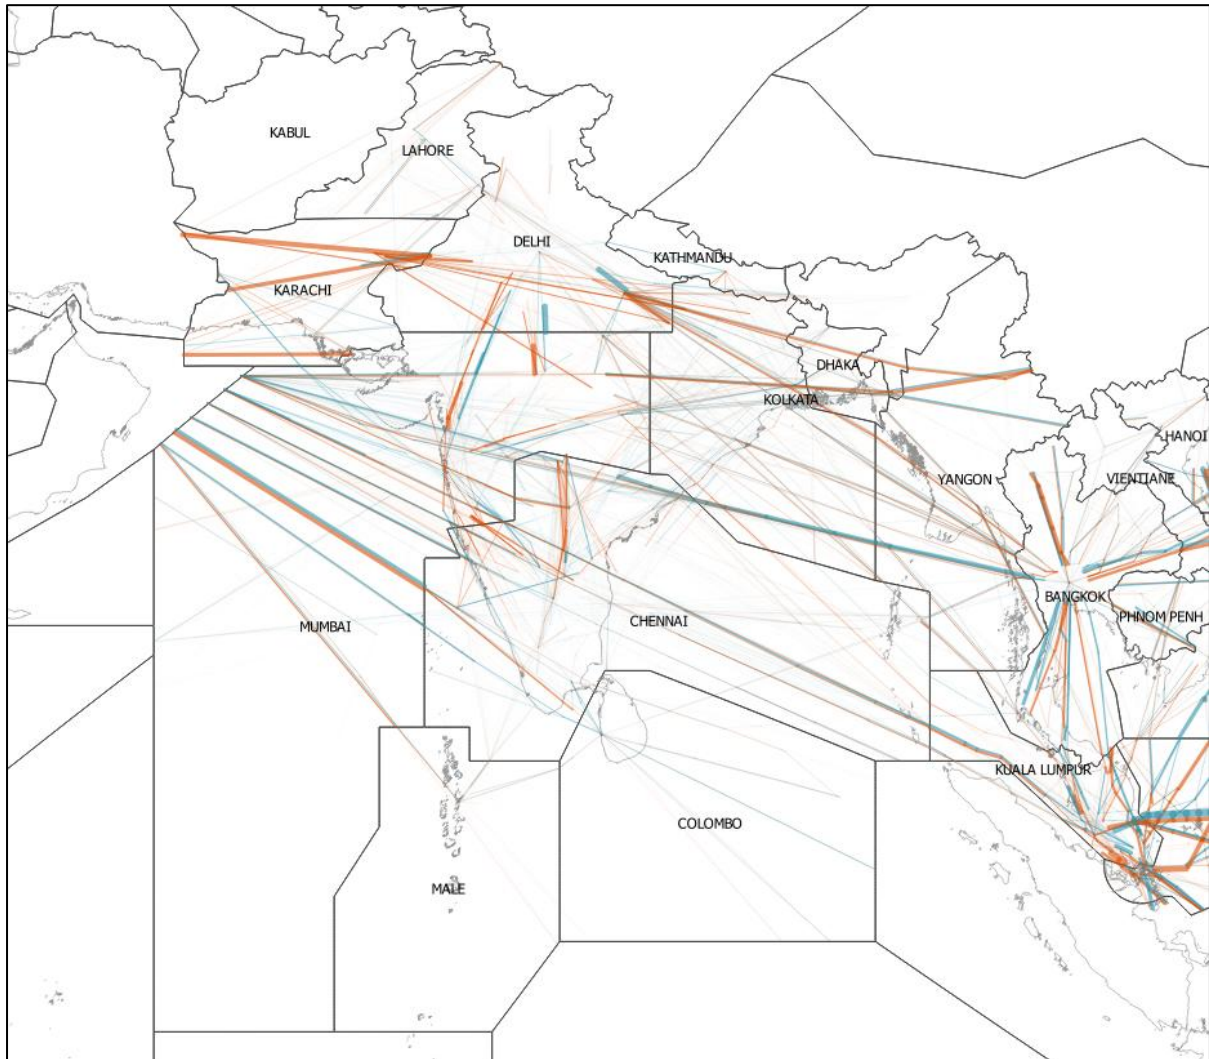 KABUL
LAHORE
DELHI
KATHMANDU
KARACHI
DHAKA
KOLKATA
HANOI
YANGON
VIENTIANE
BANGKOK
PHNOM PENH
MUMBAI
CHENNAI
KUALA LUMPUR
COLOMBO
MALE